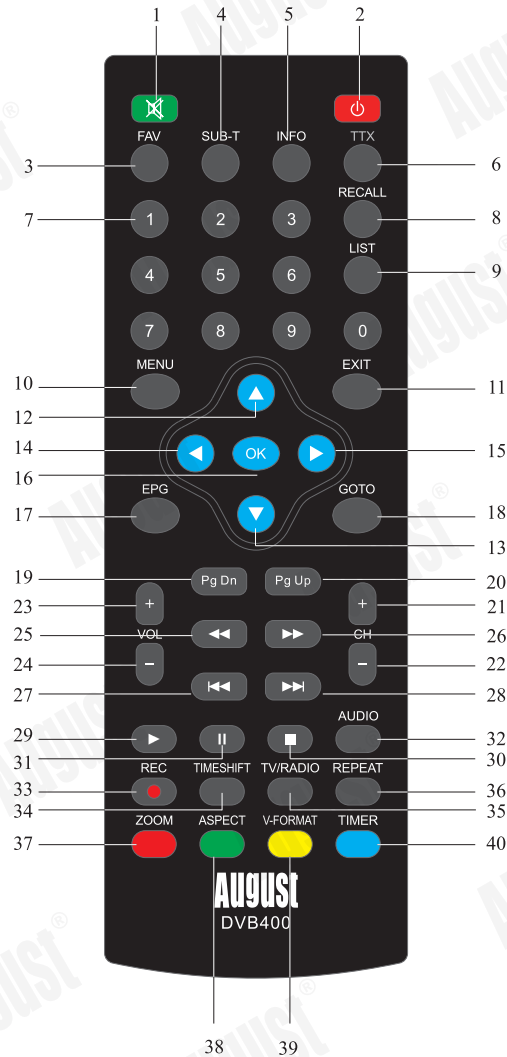 1 4 5 2
FAV SUB-T INFO TTX
3 6
RECALL
7 1 2 3 8
LIST
4 5 6 9
7 8 9 0
MENU EXIT
10 11
12
14 OK 15
16
EPG GOTO
17 18
13
19 Pg Dn Pg Up 20
23 + + 21
25 VOL CH 26
24 - - 22
27 28
AUDIO
29 32
31 30
REC TIMESHIFT TV/RADIO REPEAT
33 36
34 35
ZOOM ASPECT V-FORMAT TIMER
37 40
August
DVB400
38 39